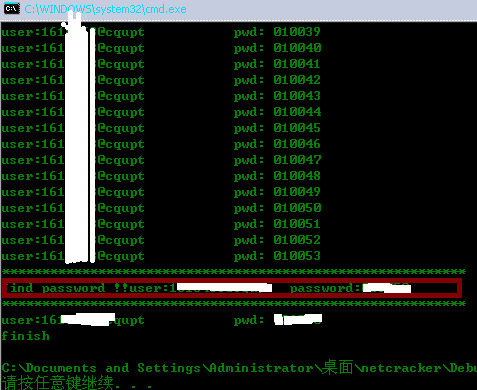 C:\WINDOWS\system32\cmd.exe
user:161 @cqupt pwd: 010039
user:161 @cqupt pwd: 010040
user:161 @cqupt pwd: 010041
user:161 @cqupt pwd: 010042
user:161 @cqupt pwd: 010043
user:161 @cqupt pwd: 010044
user:161 @cqupt pwd: 010045
user:161 @cqupt pwd: 010046
user:161 @cqupt pwd: 010047
user:161 @cqupt pwd: 010048
user:161 @cqupt pwd: 010049
user:161 @cqupt pwd: 010050
user:161 @cqupt pwd: 010051
user:161 @cqupt pwd: 010052
user:161 @cqupt pwd: 010053
**********************************************************
find password !!user:1 password:
**********************************************************
user:161 cqupt pwd:
finish
C:\Documents and Settings\Administrator\桌面\netcracker\Debu
请按任意键继续. . .